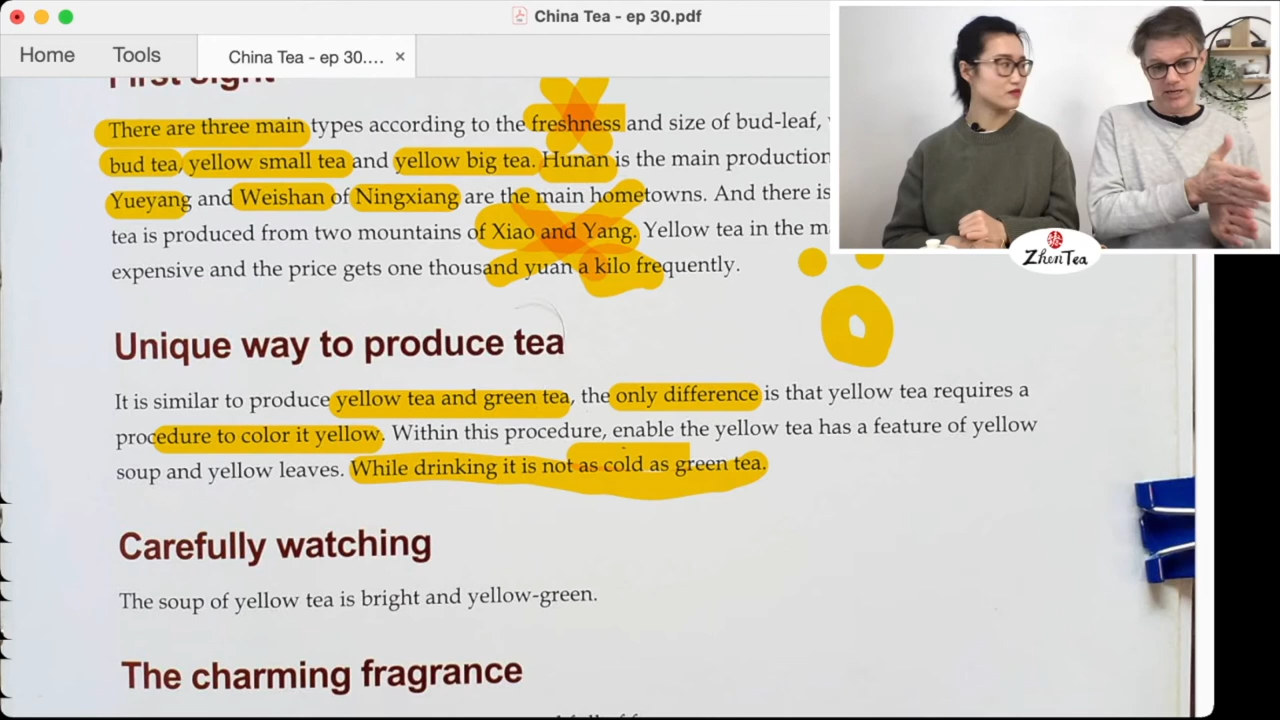 China Tea - ep 30.pdf
Home
Tools
China Tea - ep 30.... ×
First sight
There are three main types according to the freshness and size of bud-leaf,
bud tea, yellow small tea and yellow big tea. Hunan is the main production
Yueyang and Weishan of Ningxiang are the main hometowns. And there is
tea is produced from two mountains of Xiao and Yang. Yellow tea in the m
expensive and the price gets one thousand yuan a kilo frequently.
Unique way to produce tea
It is similar to produce yellow tea and green tea, the only difference is that yellow tea requires a
procedure to color it yellow. Within this procedure, enable the yellow tea has a feature of yellow
soup and yellow leaves. While drinking it is not as cold as green tea.
Carefully watching
The soup of yellow tea is bright and yellow-green.
The charming fragrance
ZhenTea